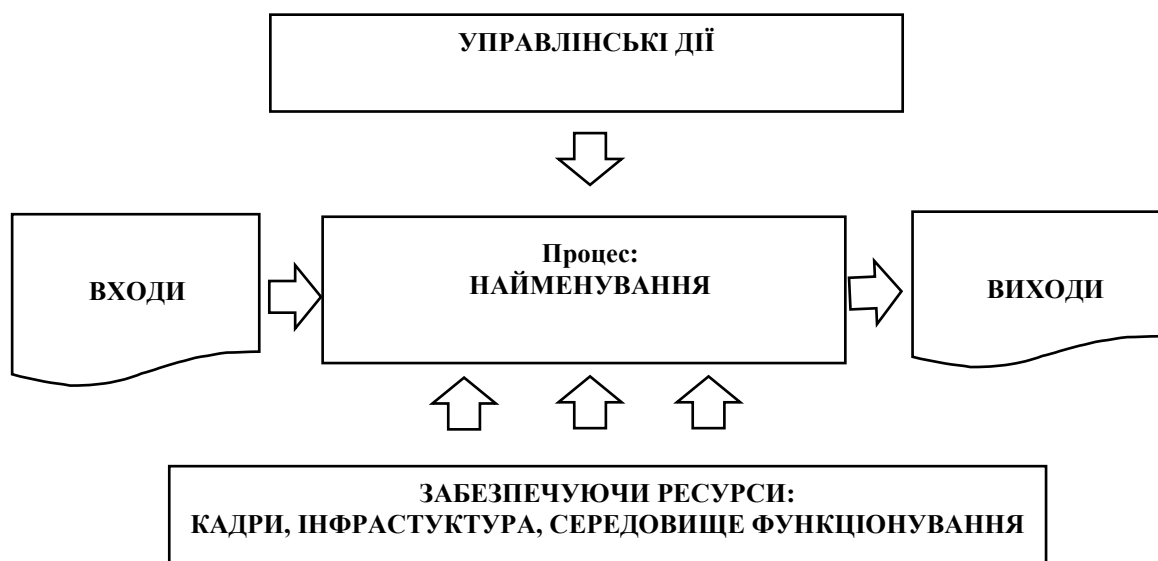 УПРАВЛІНСЬКІ ДІЇ
ВХОДИ
Процес:
НАЙМЕНУВАННЯ
ВИХОДИ
ЗАБЕЗПЕЧУЮЧИ РЕСУРСИ:
КАДРИ, ІНФРАСТУКТУРА, СЕРЕДОВИЩЕ ФУНКЦІОНУВАННЯ